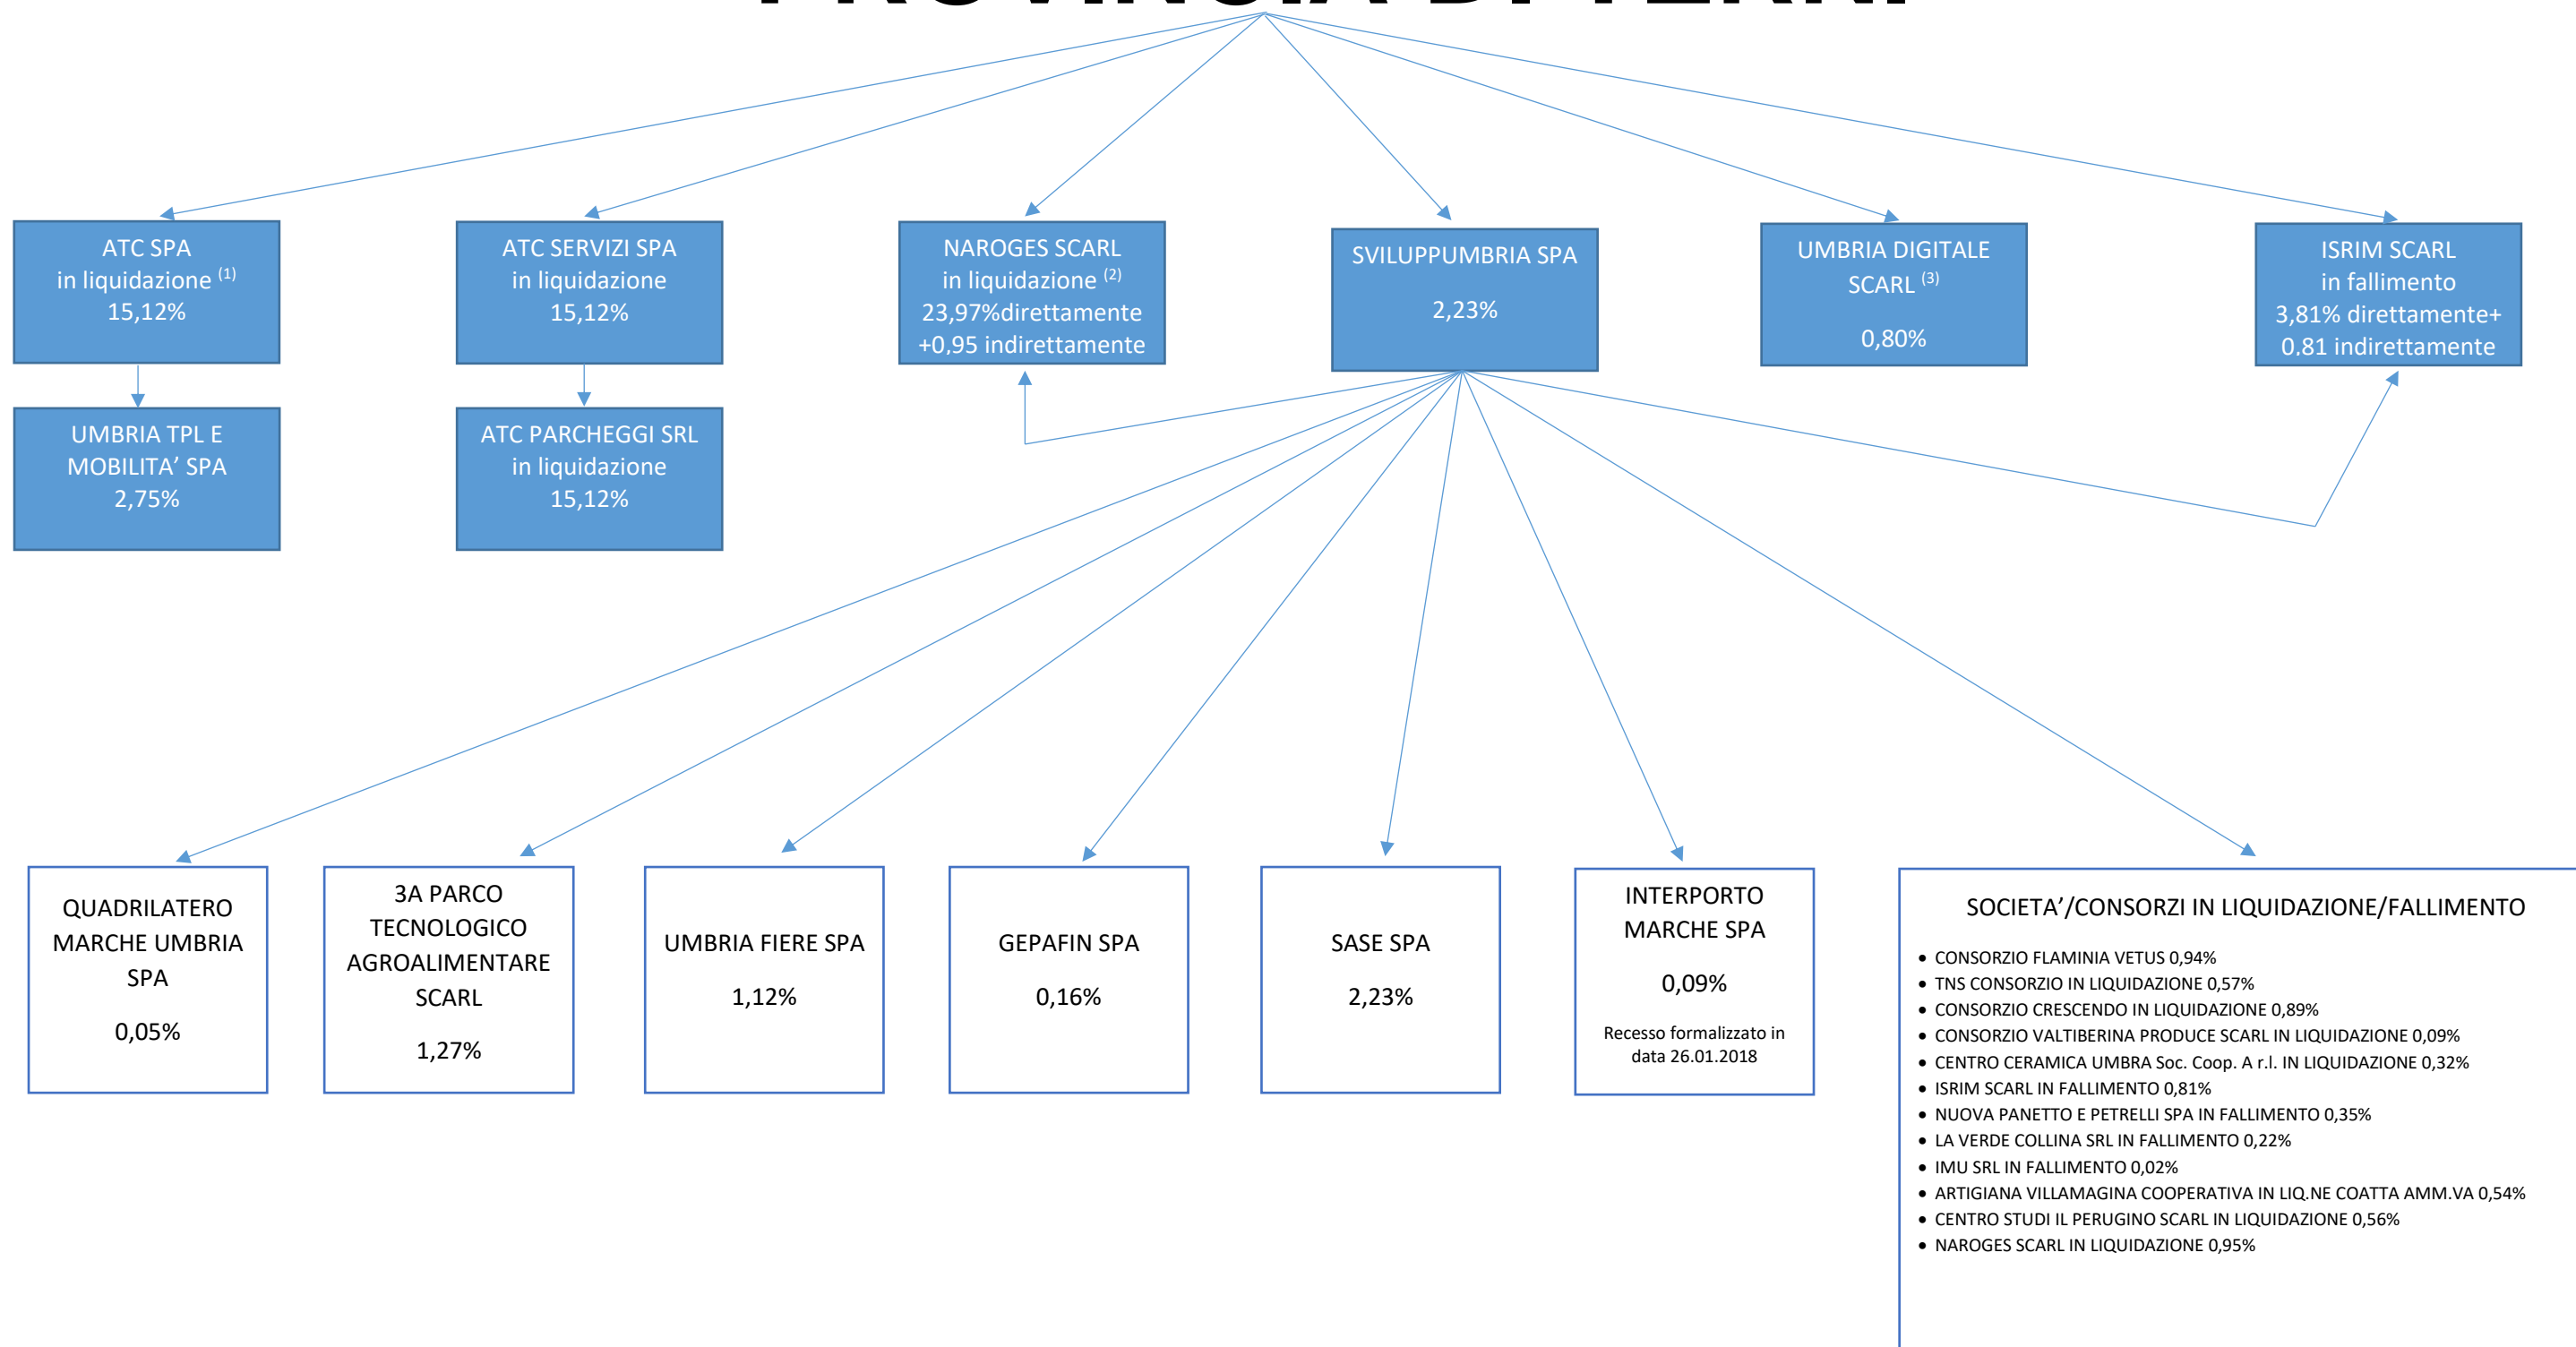 PROVINCIA DI TERNI
ATC SPA
in liquidazione (1)
15,12%
ATC SERVIZI SPA
in liquidazione
15,12%
NAROGES SCARL
in liquidazione (2)
23,97%direttamente
+0,95 indirettamente
SVILUPPUMBRIA SPA
2,23%
UMBRIA DIGITALE
SCARL (3)
0,80%
ISRIM SCARL
in fallimento
3,81% direttamente+
0,81 indirettamente
UMBRIA TPL E
MOBILITA’ SPA
2,75%
ATC PARCHEGGI SRL
in liquidazione
15,12%
QUADRILATERO
MARCHE UMBRIA
SPA
0,05%
3A PARCO
TECNOLOGICO
AGROALIMENTARE
SCARL
1,27%
UMBRIA FIERE SPA
1,12%
GEPAFIN SPA
0,16%
SASE SPA
2,23%
INTERPORTO
MARCHE SPA
0,09%
Recesso formalizzato in
data 26.01.2018
SOCIETA’/CONSORZI IN LIQUIDAZIONE/FALLIMENTO
• CONSORZIO FLAMINIA VETUS 0,94%
• TNS CONSORZIO IN LIQUIDAZIONE 0,57%
• CONSORZIO CRESCENDO IN LIQUIDAZIONE 0,89%
• CONSORZIO VALTIBERINA PRODUCE SCARL IN LIQUIDAZIONE 0,09%
• CENTRO CERAMICA UMBRA Soc. Coop. A r.l. IN LIQUIDAZIONE 0,32%
• ISRIM SCARL IN FALLIMENTO 0,81%
• NUOVA PANETTO E PETRELLI SPA IN FALLIMENTO 0,35%
• LA VERDE COLLINA SRL IN FALLIMENTO 0,22%
• IMU SRL IN FALLIMENTO 0,02%
• ARTIGIANA VILLAMAGINA COOPERATIVA IN LIQ.NE COATTA AMM.VA 0,54%
• CENTRO STUDI IL PERUGINO SCARL IN LIQUIDAZIONE 0,56%
• NAROGES SCARL IN LIQUIDAZIONE 0,95%